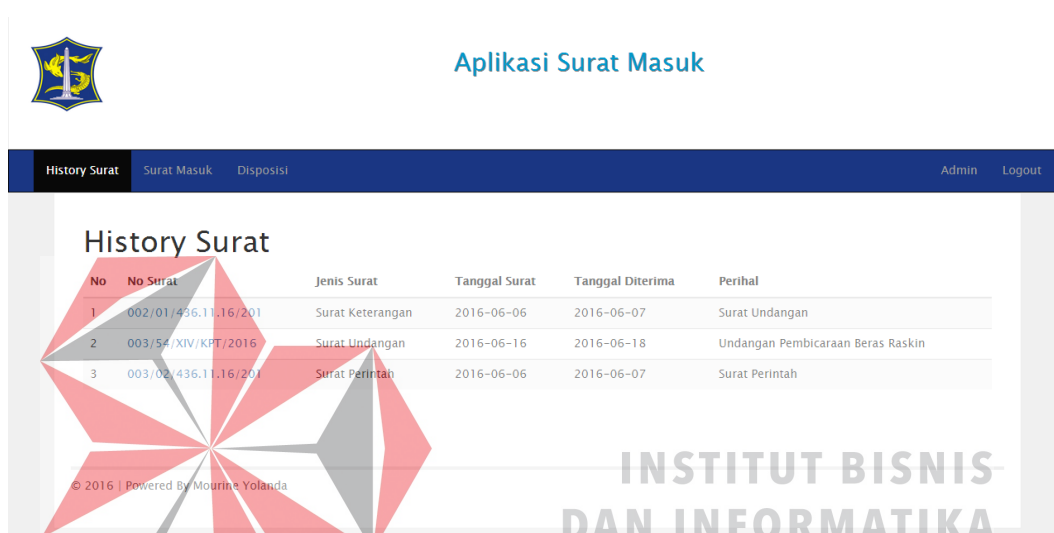 Aplikasi Surat Masuk
History Surat Surat Masuk Disposisi Admin Logout
History Surat
No No Surat Jenis Surat Tanggal Surat Tanggal Diterima Perihal
1 002/01/436.11.16/201 Surat Keterangan 2016-06-06 2016-06-07 Surat Undangan
2 003/54/XIV/KPT/2016 Surat Undangan 2016-06-16 2016-06-18 Undangan Pembicaraan Beras Raskin
3 003/02/436.11.16/201 Surat Perintah 2016-06-06 2016-06-07 Surat Perintah
INSTITUT BISNIS
© 2016 | Powered By Mourine Yolanda
DAN INFORMATIKA